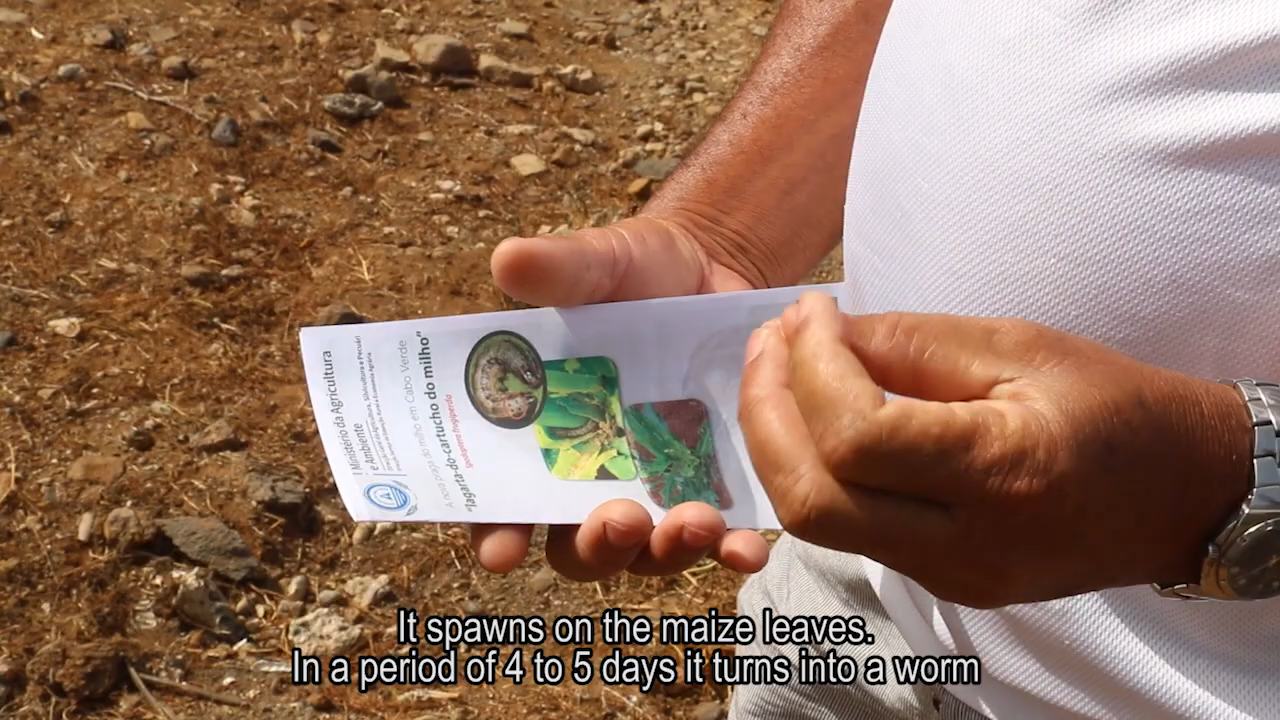 Ministério da Agricultura
e Ambiente
A nova praga do milho em Cabo Verde
"lagarta-do-cartucho do milho"
Spodoptera frugiperda
It spawns on the maize leaves.
In a period of 4 to 5 days it turns into a worm